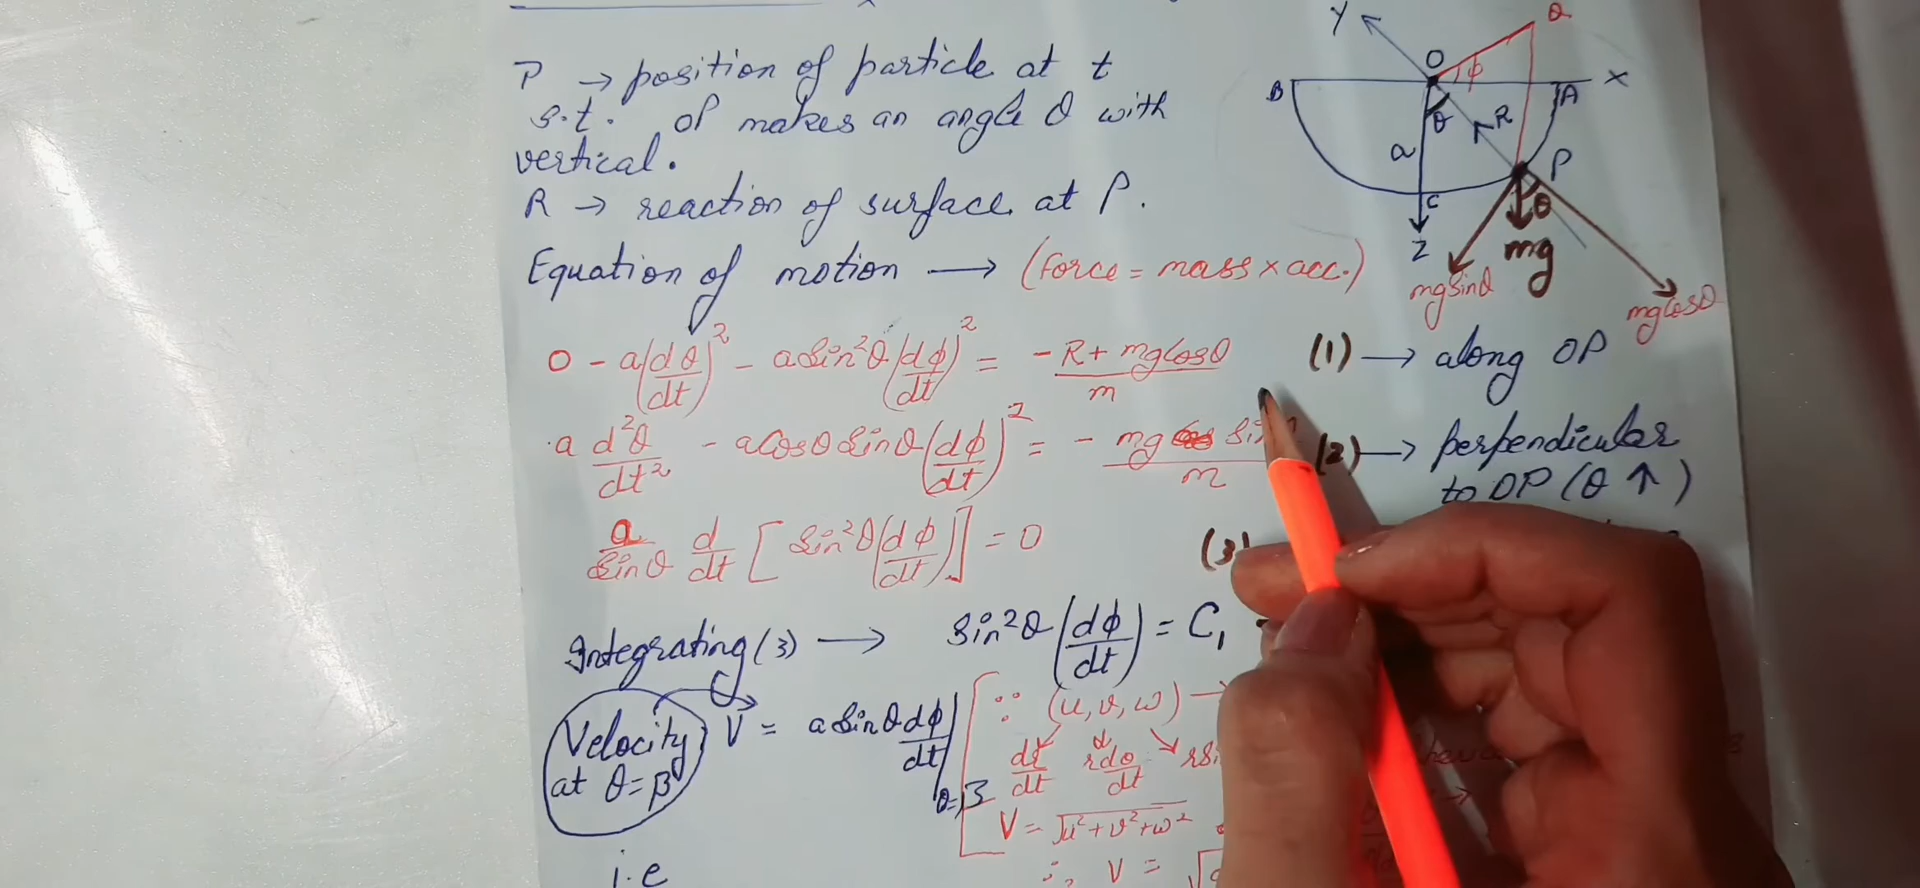 P → position of particle at t
s.t. OP makes an angle θ with
vertical.
R → reaction of surface at P.
Equation of motion → (force = mass × acc.)
0 - a(dθ/dt)² - a sin²θ (dφ/dt)² = (-R + mg cosθ)/m (1) → along OP
a d²θ/dt² - a cosθ sinθ (dφ/dt)² = - mg sin /m (2) → perpendicular
to OP (θ ↑)
a/sinθ d/dt [sin²θ (dφ/dt)] = 0 (3)
Integrating (3) → sin²θ (dφ/dt) = C₁
Velocity V = a sinθ dφ/dt | θ=β
at θ = β
∵ (u, v, w) →
dr/dt rdθ/dt rsi
V = √u² + v² + w²
∴ V = √
i.e
Y
O
φ
Q
X
B
A
θ
R
a
P
C
Z
θ
mg
mg sinθ
mg cosθ